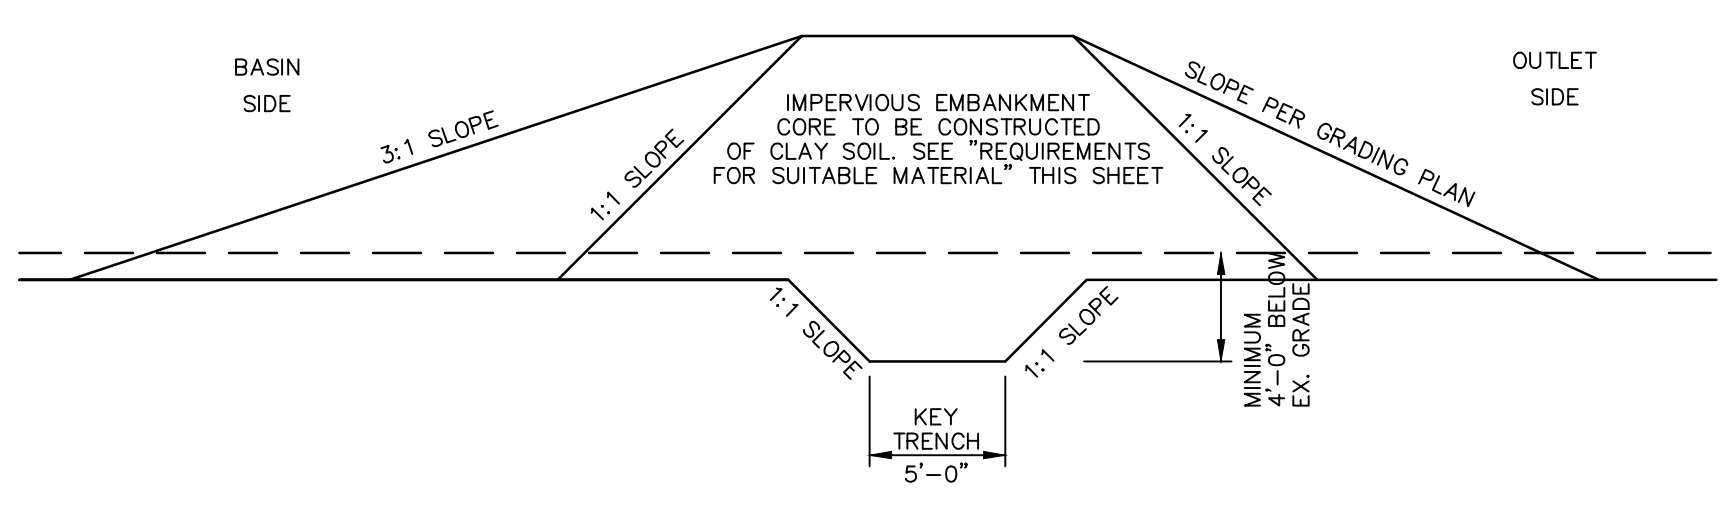 BASIN
SIDE
OUTLET
SIDE
3:1 SLOPE
1:1 SLOPE
IMPERVIOUS EMBANKMENT
CORE TO BE CONSTRUCTED
OF CLAY SOIL. SEE "REQUIREMENTS
FOR SUITABLE MATERIAL" THIS SHEET
1:1 SLOPE
SLOPE PER GRADING PLAN
1:1 SLOPE
1:1 SLOPE
MINIMUM
4'-0" BELOW
EX. GRADE
KEY
TRENCH
5'-0"